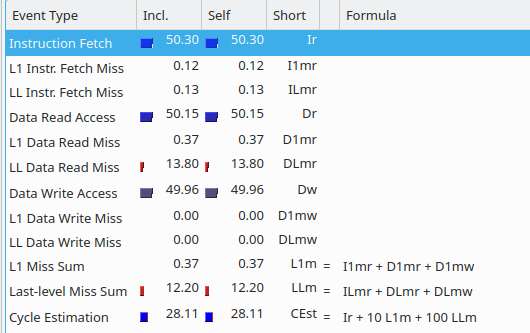 Event Type Incl. Self Short Formula
Instruction Fetch 50.30 50.30 Ir
L1 Instr. Fetch Miss 0.12 0.12 I1mr
LL Instr. Fetch Miss 0.13 0.13 ILmr
Data Read Access 50.15 50.15 Dr
L1 Data Read Miss 0.37 0.37 D1mr
LL Data Read Miss 13.80 13.80 DLmr
Data Write Access 49.96 49.96 Dw
L1 Data Write Miss 0.00 0.00 D1mw
LL Data Write Miss 0.00 0.00 DLmw
L1 Miss Sum 0.37 0.37 L1m = I1mr + D1mr + D1mw
Last-level Miss Sum 12.20 12.20 LLm = ILmr + DLmr + DLmw
Cycle Estimation 28.11 28.11 CEst = Ir + 10 L1m + 100 LLm